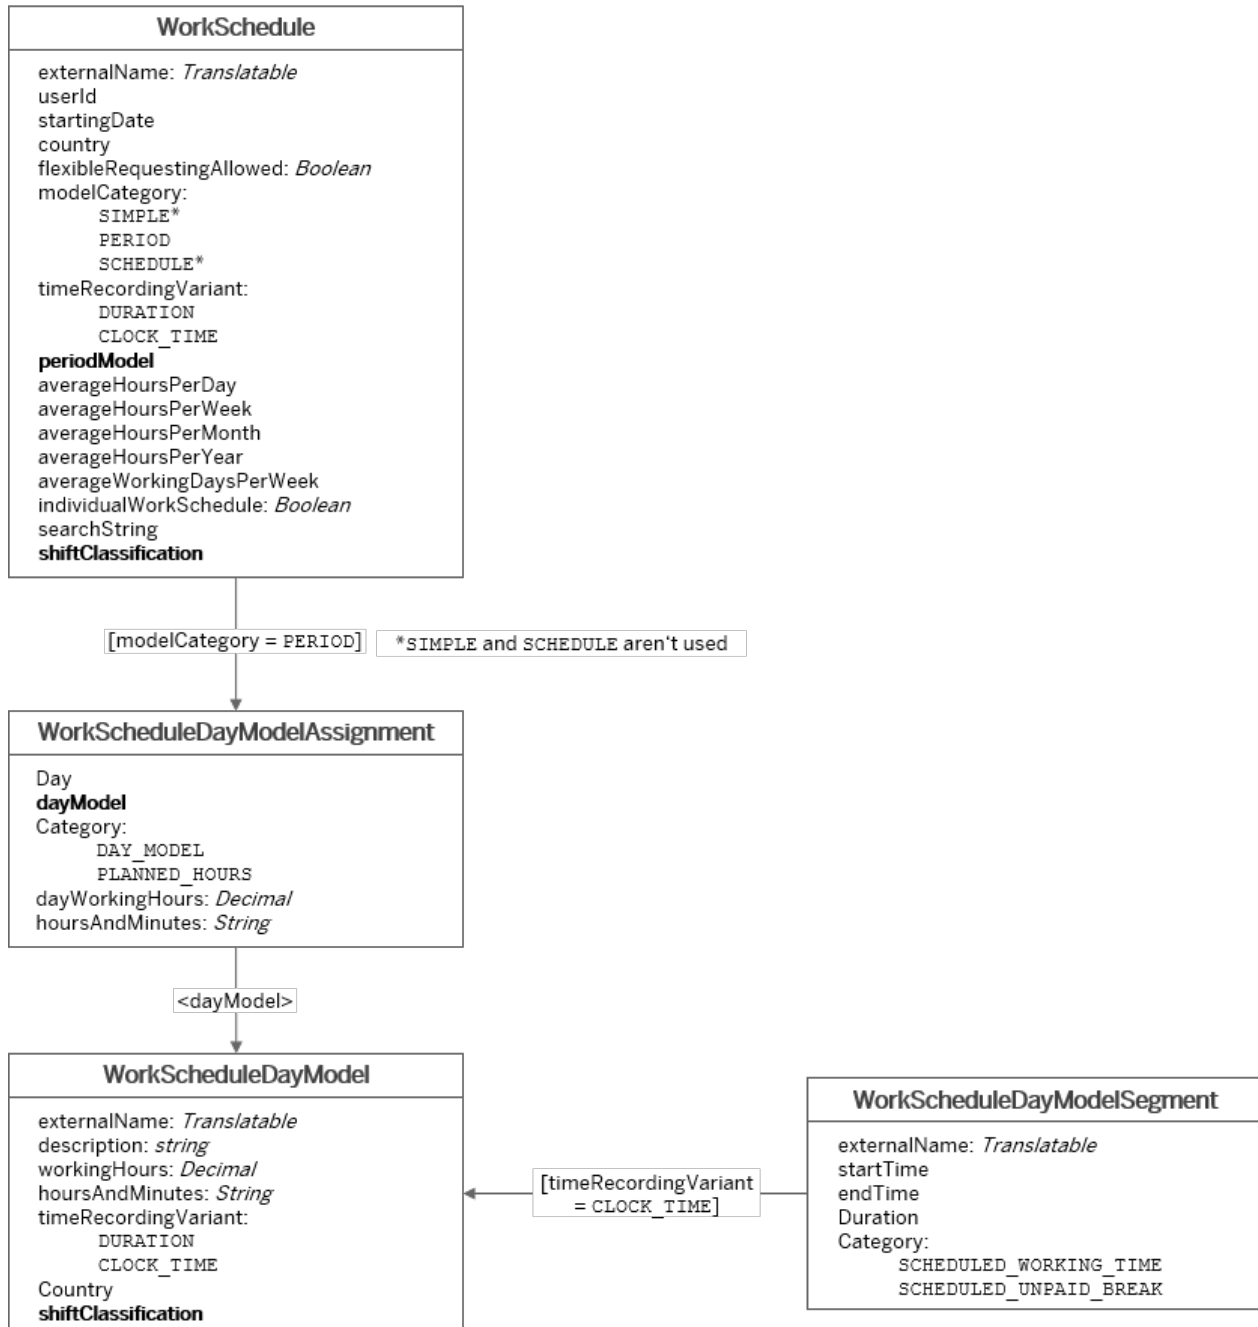 WorkSchedule
externalName: Translatable
userId
startingDate
country
flexibleRequestingAllowed: Boolean
modelCategory:
SIMPLE*
PERIOD
SCHEDULE*
timeRecordingVariant:
DURATION
CLOCK_TIME
periodModel
averageHoursPerDay
averageHoursPerWeek
averageHoursPerMonth
averageHoursPerYear
averageWorkingDaysPerWeek
individualWorkSchedule: Boolean
searchString
shiftClassification
[modelCategory = PERIOD]
*SIMPLE and SCHEDULE aren't used
WorkScheduleDayModelAssignment
Day
dayModel
Category:
DAY_MODEL
PLANNED_HOURS
dayWorkingHours: Decimal
hoursAndMinutes: String
<dayModel>
WorkScheduleDayModel
externalName: Translatable
description: string
workingHours: Decimal
hoursAndMinutes: String
timeRecordingVariant:
DURATION
CLOCK_TIME
Country
shiftClassification
[timeRecordingVariant
= CLOCK_TIME]
WorkScheduleDayModelSegment
externalName: Translatable
startTime
endTime
Duration
Category:
SCHEDULED_WORKING_TIME
SCHEDULED_UNPAID_BREAK